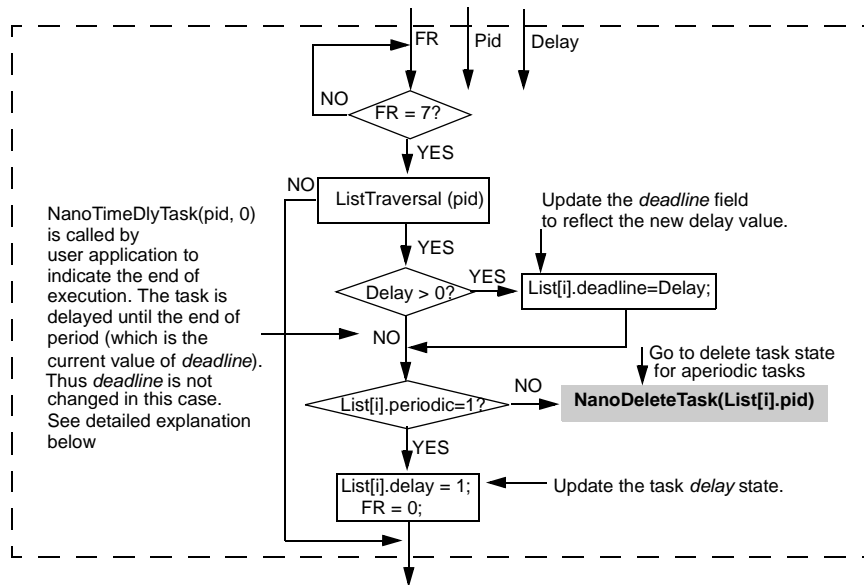 FR
Pid
Delay
NO
FR = 7?
YES
NO
ListTraversal (pid)
YES
Update the deadline field
to reflect the new delay value.
NanoTimeDlyTask(pid, 0)
is called by
user application to
indicate the end of
execution. The task is
delayed until the end of
period (which is the
current value of deadline).
Thus deadline is not
changed in this case.
See detailed explanation
below
Delay > 0?
YES
List[i].deadline=Delay;
NO
Go to delete task state
for aperiodic tasks
List[i].periodic=1?
NO
NanoDeleteTask(List[i].pid)
YES
List[i].delay = 1;
FR = 0;
Update the task delay state.